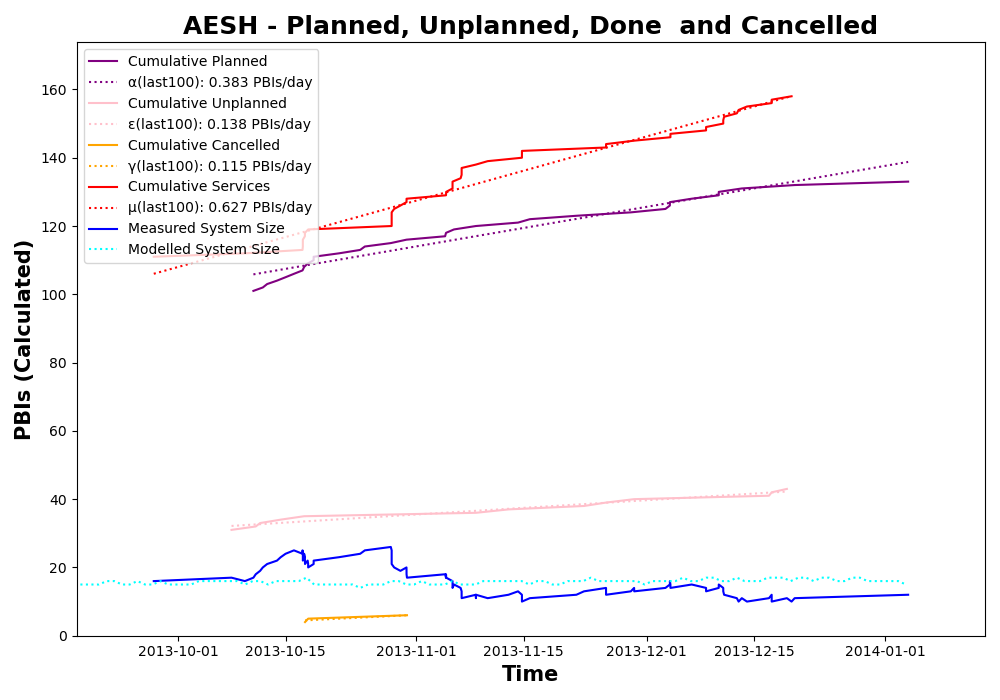 AESH - Planned, Unplanned, Done  and Cancelled
PBIs (Calculated)
160
140
120
100
80
60
40
20
0
Cumulative Planned
α(last100): 0.383 PBIs/day
Cumulative Unplanned
ε(last100): 0.138 PBIs/day
Cumulative Cancelled
γ(last100): 0.115 PBIs/day
Cumulative Services
μ(last100): 0.627 PBIs/day
Measured System Size
Modelled System Size
2013-10-01 2013-10-15 2013-11-01 2013-11-15 2013-12-01 2013-12-15 2014-01-01
Time